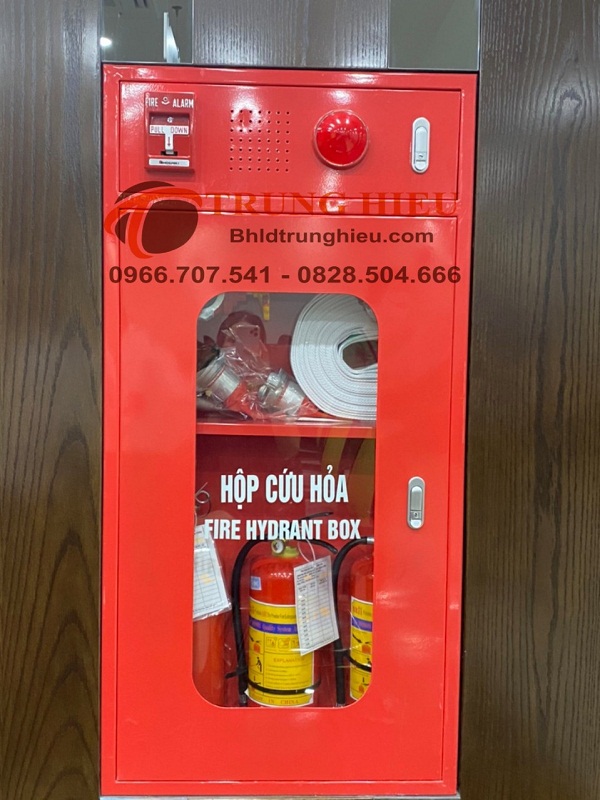 FIRE ALARM
PULL DOWN
TRUNG HIEU
Bhldtrunghieu.com
0966.707.541 - 0828.504.666
HỘP CỨU HỎA
FIRE HYDRANT BOX